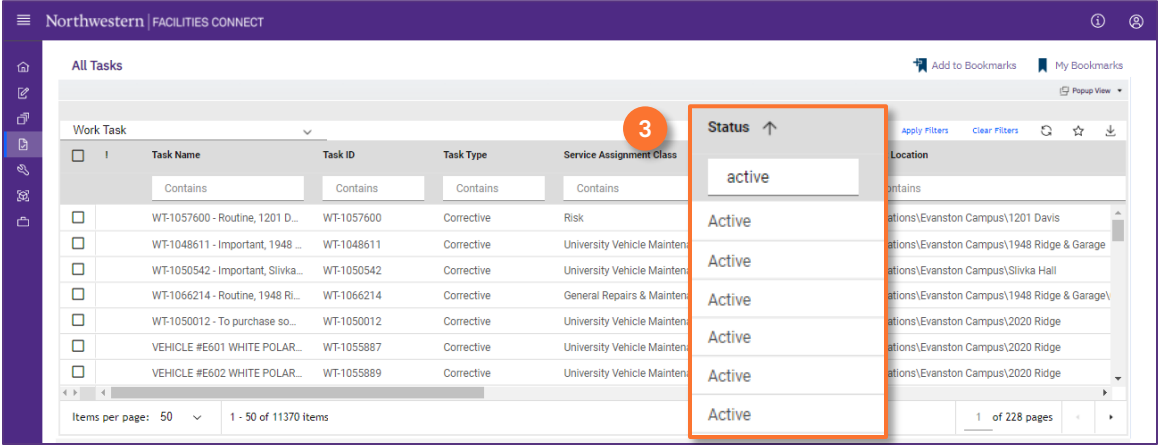 Northwestern | FACILITIES CONNECT
All Tasks
Add to Bookmarks
My Bookmarks
Popup View
Work Task
3
Apply Filters
Clear Filters
! Task Name Task ID Task Type Service Assignment Class Status ↑ Location
Contains Contains Contains Contains active ontains
WT-1057600 - Routine, 1201 D... WT-1057600 Corrective Risk Active ations\Evanston Campus\1201 Davis
WT-1048611 - Important, 1948 ... WT-1048611 Corrective University Vehicle Maintena Active ations\Evanston Campus\1948 Ridge & Garage
WT-1050542 - Important, Slivka... WT-1050542 Corrective University Vehicle Maintena Active ations\Evanston Campus\Slivka Hall
WT-1066214 - Routine, 1948 Ri... WT-1066214 Corrective General Repairs & Maintena Active ations\Evanston Campus\1948 Ridge & Garage\
WT-1050012 - To purchase so... WT-1050012 Corrective University Vehicle Maintena Active ations\Evanston Campus\2020 Ridge
VEHICLE #E601 WHITE POLAR... WT-1055887 Corrective University Vehicle Maintena Active ations\Evanston Campus\2020 Ridge
VEHICLE #E602 WHITE POLAR... WT-1055889 Corrective University Vehicle Maintena ations\Evanston Campus\2020 Ridge
Items per page: 50 1 - 50 of 11370 items 1 of 228 pages